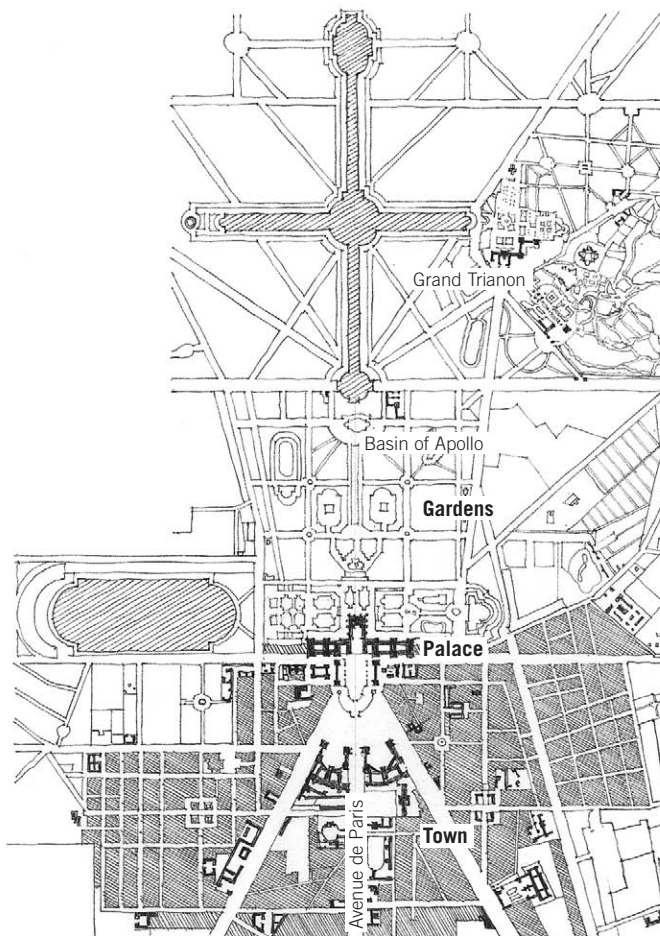 Grand Trianon
Basin of Apollo
Gardens
Palace
Town
Avenue de Paris